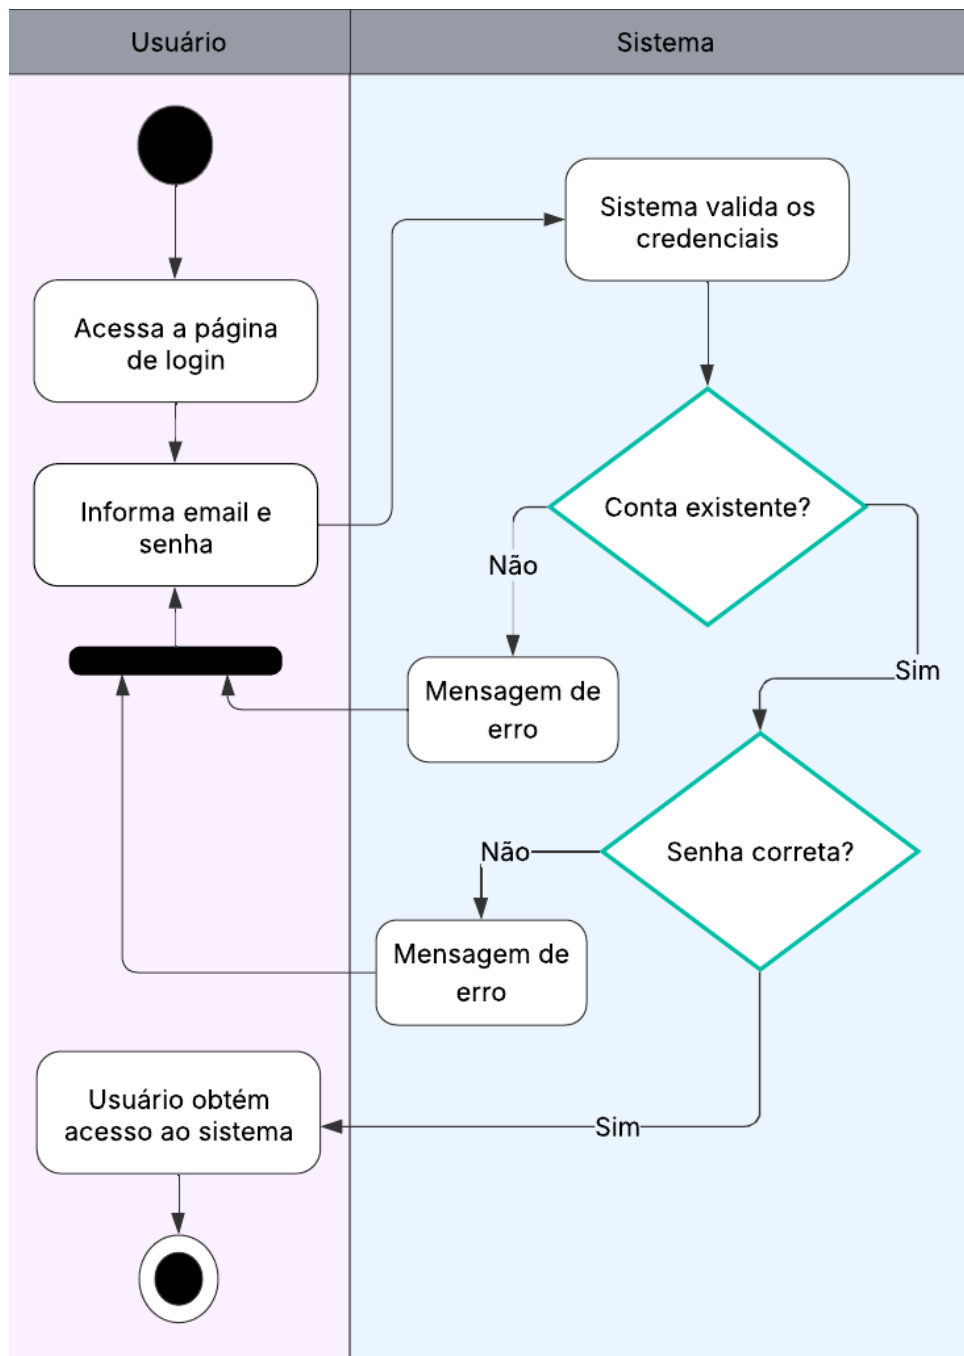 Usuário
Sistema
Sistema valida os
credenciais
Acessa a página
de login
Informa email e
senha
Conta existente?
Não
Sim
Mensagem de
erro
Senha correta?
Não
Mensagem de
erro
Usuário obtém
acesso ao sistema
Sim